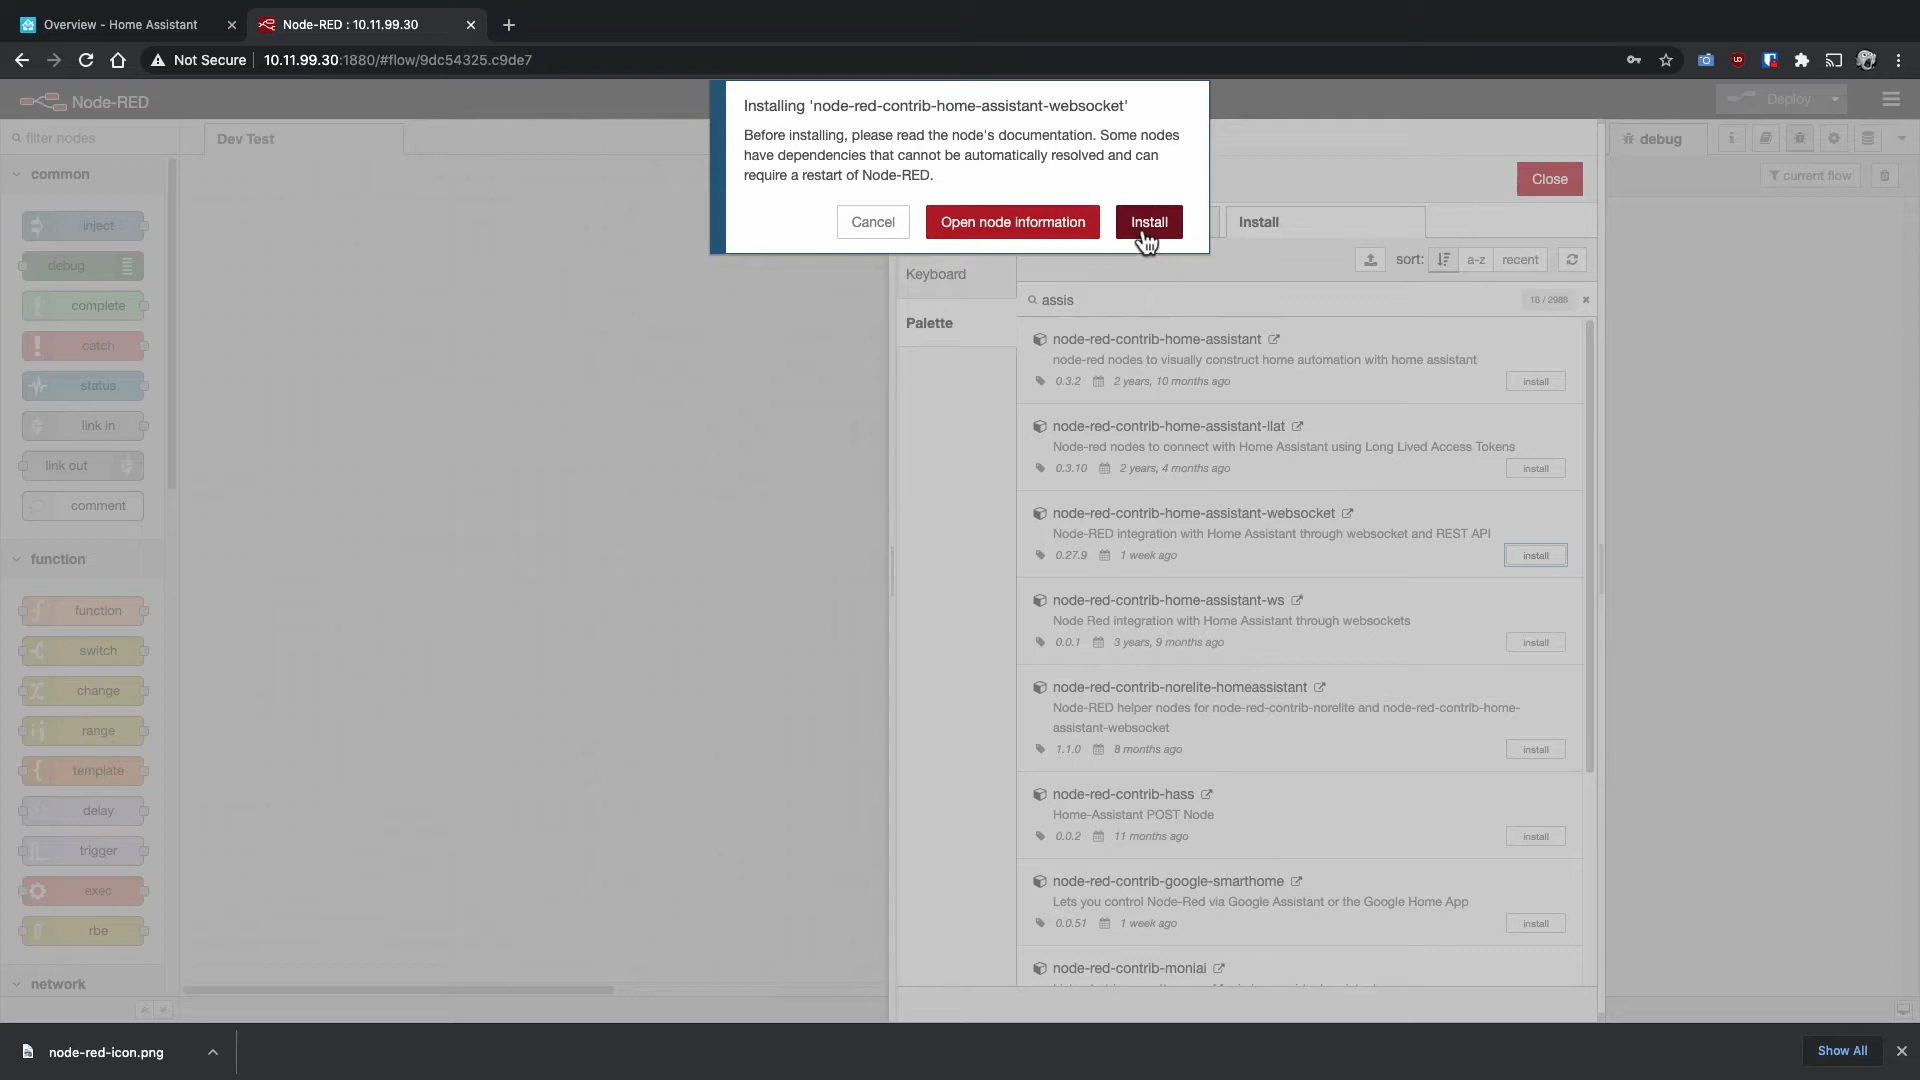 Overview - Home Assistant
Node-RED : 10.11.99.30
Not Secure
10.11.99.30:1880/#flow/9dc54325.c9de7
Node-RED
Deploy
Installing 'node-red-contrib-home-assistant-websocket'
Before installing, please read the node's documentation. Some nodes
have dependencies that cannot be automatically resolved and can
require a restart of Node-RED.
Cancel
Open node information
Install
filter nodes
Dev Test
debug
current flow
Close
Install
sort:
a-z
recent
Keyboard
Palette
assis
18 / 2988
common
inject
debug
complete
catch
status
link in
link out
comment
function
function
switch
change
range
template
delay
trigger
exec
rbe
network
node-red-contrib-home-assistant
node-red nodes to visually construct home automation with home assistant
0.3.2
2 years, 10 months ago
install
node-red-contrib-home-assistant-llat
Node-red nodes to connect with Home Assistant using Long Lived Access Tokens
0.3.10
2 years, 4 months ago
install
node-red-contrib-home-assistant-websocket
Node-RED integration with Home Assistant through websocket and REST API
0.27.9
1 week ago
install
node-red-contrib-home-assistant-ws
Node Red integration with Home Assistant through websockets
0.0.1
3 years, 9 months ago
install
node-red-contrib-norelite-homeassistant
Node-RED helper nodes for node-red-contrib-norelite and node-red-contrib-home-
assistant-websocket
1.1.0
8 months ago
install
node-red-contrib-hass
Home-Assistant POST Node
0.0.2
11 months ago
install
node-red-contrib-google-smarthome
Lets you control Node-Red via Google Assistant or the Google Home App
0.0.51
1 week ago
install
node-red-contrib-moniai
node-red-icon.png
Show All